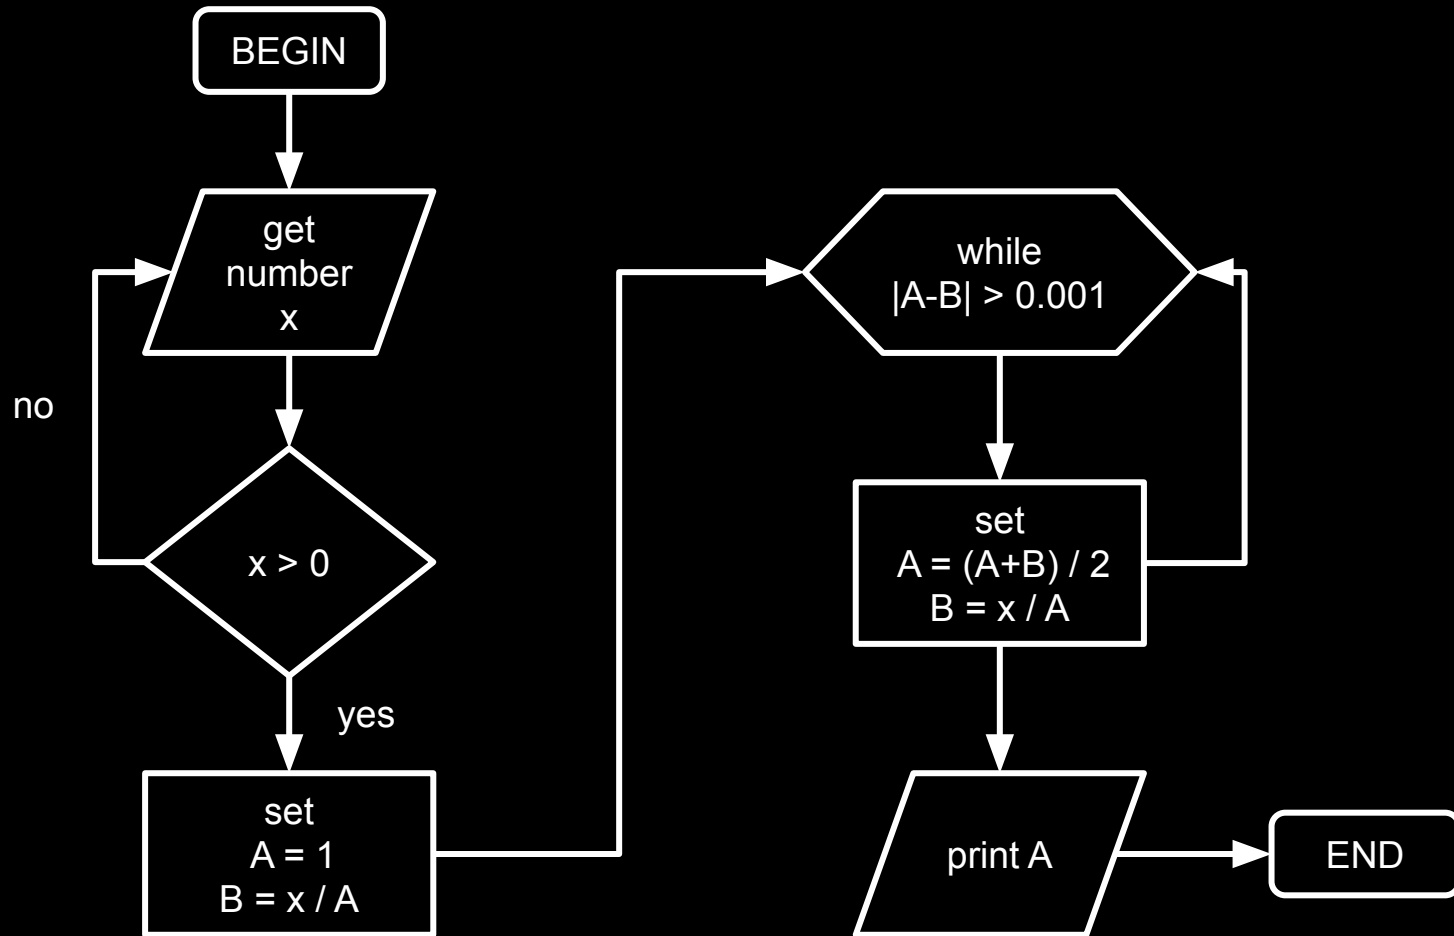 BEGIN
get
number
x
no
x > 0
yes
set
A = 1
B = x / A
while
|A-B| > 0.001
set
A = (A+B) / 2
B = x / A
print A
END